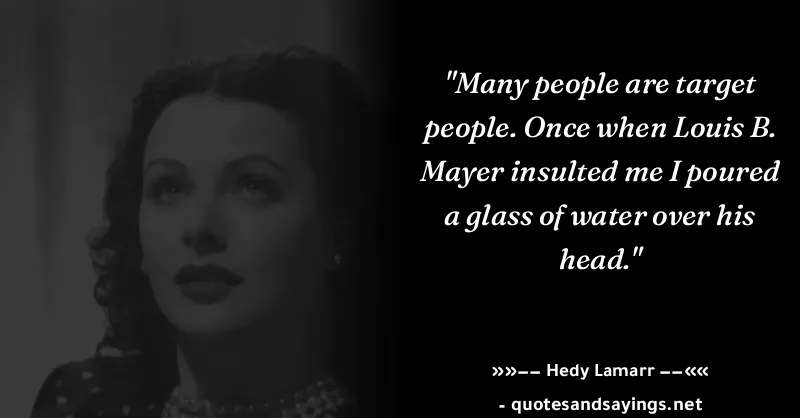 "Many people are target
people. Once when Louis B.
Mayer insulted me I poured
a glass of water over his
head."
»»−− Hedy Lamarr −−««
- quotesandsayings.net